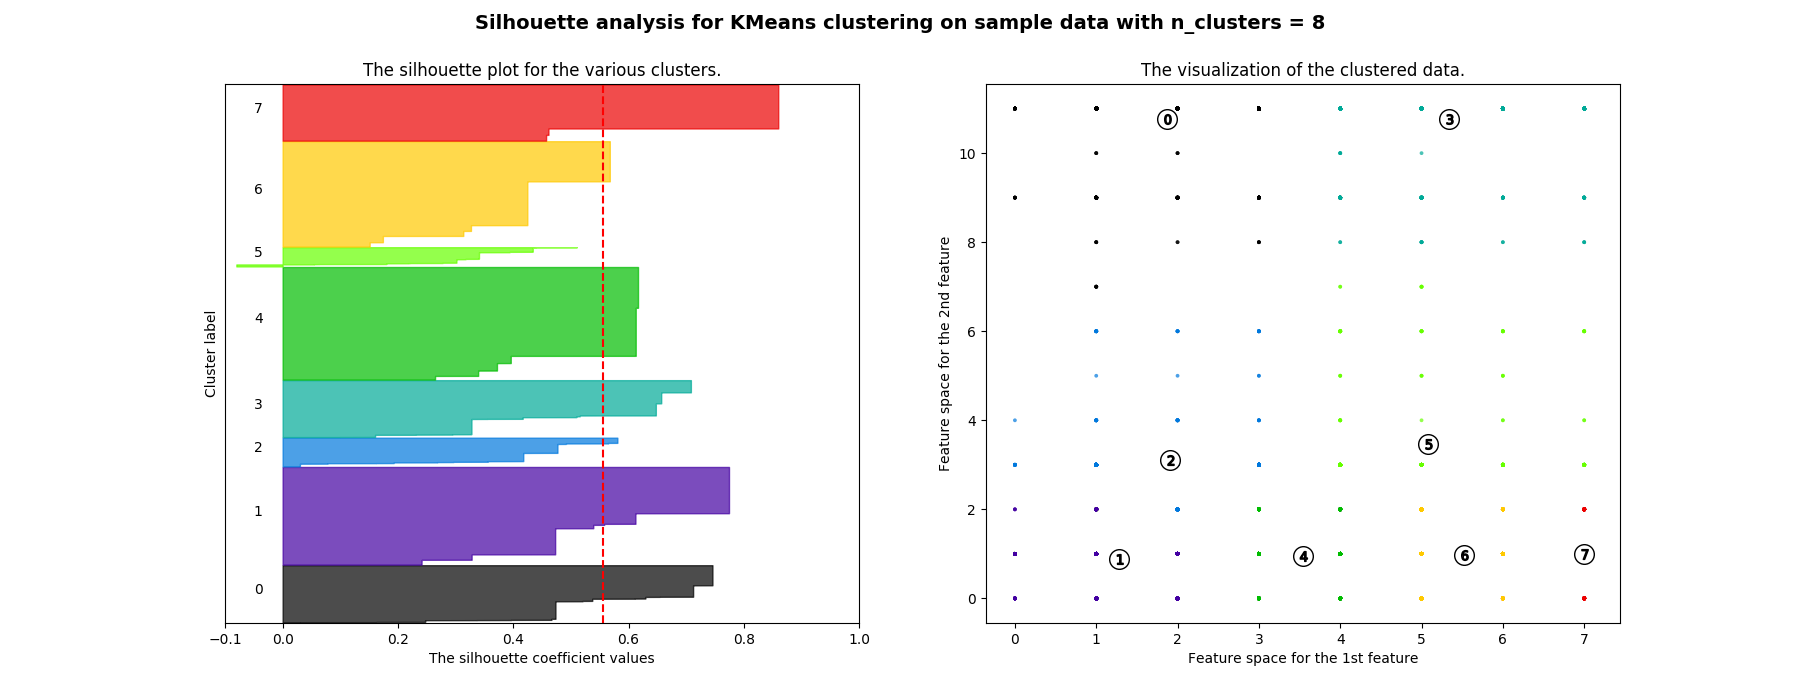 Silhouette analysis for KMeans clustering on sample data with n_clusters = 8
The silhouette plot for the various clusters.
7
6
5
4
3
2
1
0
Cluster label
−0.1 0.0 0.2 0.4 0.6 0.8 1.0
The silhouette coefficient values
The visualization of the clustered data.
10
8
6
4
2
0
Feature space for the 2nd feature
0 3
5
2
1 4 6 7
0 1 2 3 4 5 6 7
Feature space for the 1st feature